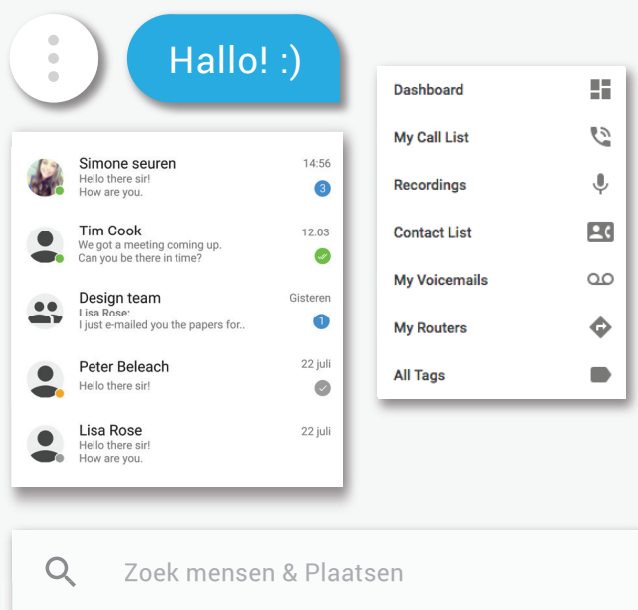 Hallo! :)
Simone seuren 14:56
Hello there sir! 3
How are you.
Tim Cook 12.03
We got a meeting coming up.
Can you be there in time?
Design team Gisteren
Lisa Rose:
I just e-mailed you the papers for.. 1
Peter Beleach 22 juli
Hello there sir!
Lisa Rose 22 juli
Hello there sir!
How are you.
Dashboard
My Call List
Recordings
Contact List
My Voicemails
My Routers
All Tags
Zoek mensen & Plaatsen